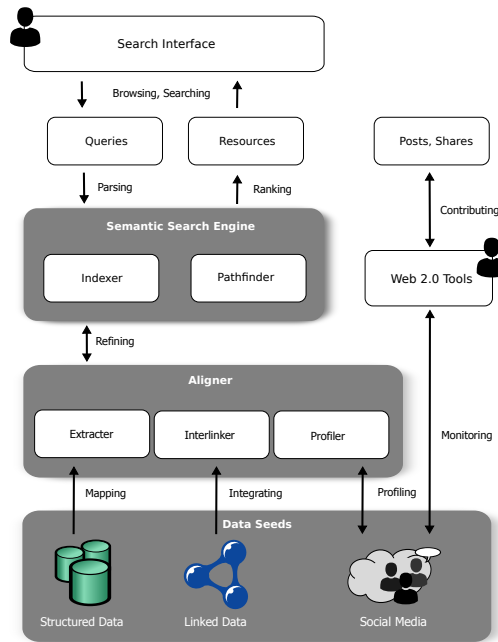 Search Interface
Browsing, Searching
Queries
Resources
Posts, Shares
Parsing
Ranking
Contributing
Semantic Search Engine
Indexer
Pathfinder
Web 2.0 Tools
Refining
Aligner
Extracter
Interlinker
Profiler
Monitoring
Mapping
Integrating
Profiling
Data Seeds
Structured Data
Linked Data
Social Media